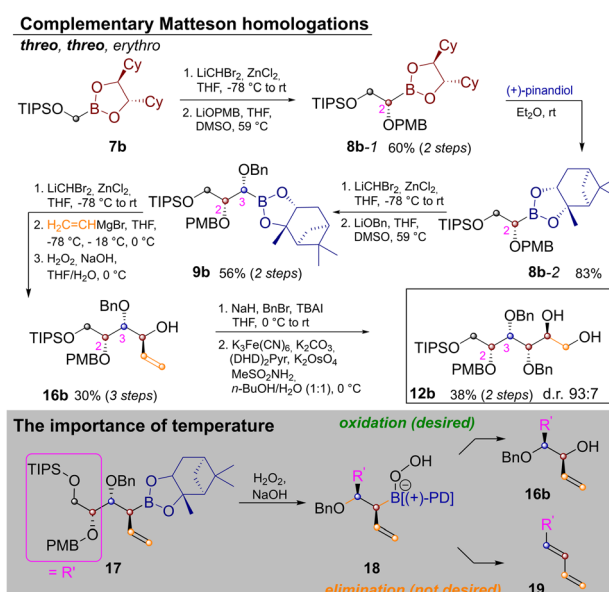 Complementary Matteson homologations
threo, threo, erythro
Cy
Cy
TIPSO
B
O
O
7b
1. LiCHBr2, ZnCl2,
THF, -78 °C to rt
2. LiOPMB, THF,
DMSO, 59 °C
Cy
Cy
TIPSO
2
B
O
O
OPMB
8b-1 60% (2 steps)
(+)-pinandiol
Et2O, rt
1. LiCHBr2, ZnCl2,
THF, -78 °C to rt
2. H2C=CHMgBr, THF,
-78 °C, - 18 °C, 0 °C
3. H2O2, NaOH,
THF/H2O, 0 °C
OBn
TIPSO
3
2
B
O
O
PMBO
9b
56% (2 steps)
1. LiCHBr2, ZnCl2,
THF, -78 °C to rt
2. LiOBn, THF,
DMSO, 59 °C
TIPSO
2
B
O
O
OPMB
8b-2 83%
BnO
OH
TIPSO
2
3
PMBO
16b 30% (3 steps)
1. NaH, BnBr, TBAI
THF, 0 °C to rt
2. K3Fe(CN)6, K2CO3,
(DHD)2Pyr, K2OsO4
MeSO2NH2,
n-BuOH/H2O (1:1), 0 °C
OBn
OH
TIPSO
2
3
OH
PMBO
OBn
12b
38% (2 steps) d.r. 93:7
The importance of temperature
oxidation (desired)
TIPS
O
OBn
B
O
O
O
PMB
= R'
17
H2O2,
NaOH
R'
BnO
O
OH
⊖
B[(+)-PD]
18
R'
OH
BnO
16b
R'
19
elimination (not desired)